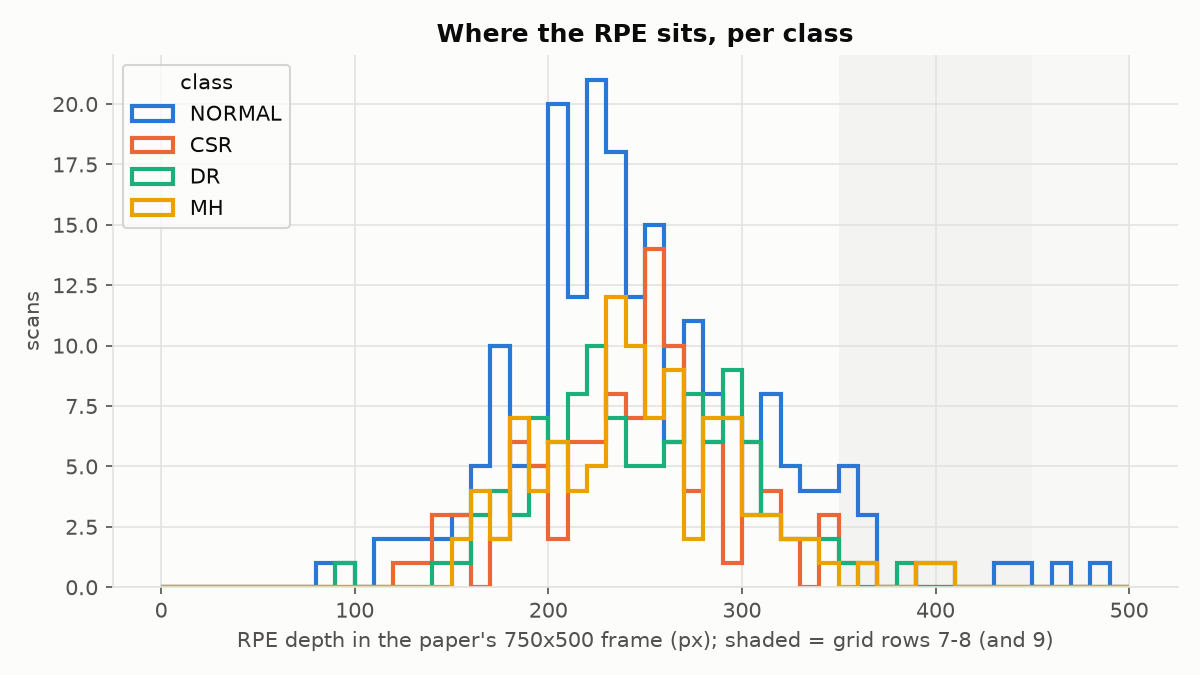 Where the RPE sits, per class
class
NORMAL
CSR
DR
MH
scans
20.0
17.5
15.0
12.5
10.0
7.5
5.0
2.5
0.0
0 100 200 300 400 500
RPE depth in the paper's 750x500 frame (px); shaded = grid rows 7-8 (and 9)